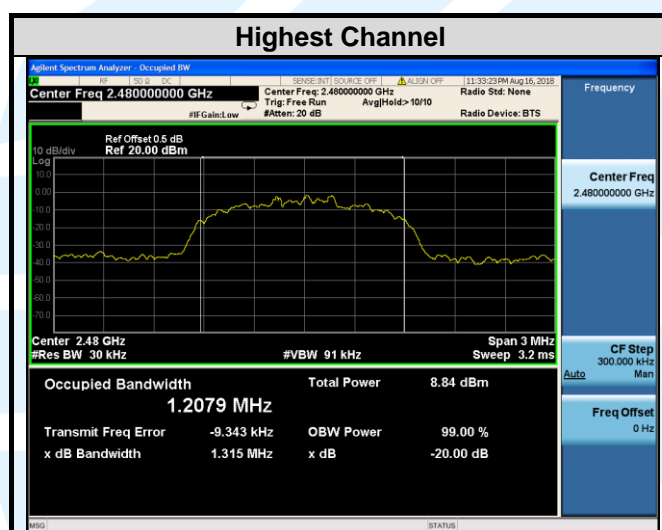 Highest Channel
Agilent Spectrum Analyzer - Occupied BW
RF 50 Ω DC SENSE:INT SOURCE OFF ALIGN OFF 11:33:23 PM Aug 16, 2018
Center Freq 2.480000000 GHz
Center Freq: 2.480000000 GHz
Radio Std: None
Trig: Free Run Avg|Hold:> 10/10
#IFGain:Low #Atten: 20 dB Radio Device: BTS
Ref Offset 0.5 dB
10 dB/div Ref 20.00 dBm
Log
10.0
0.00
-10.0
-20.0
-30.0
-40.0
-50.0
-60.0
-70.0
Center 2.48 GHz Span 3 MHz
#Res BW 30 kHz #VBW 91 kHz Sweep 3.2 ms
Occupied Bandwidth Total Power 8.84 dBm
1.2079 MHz
Transmit Freq Error -9.343 kHz OBW Power 99.00 %
x dB Bandwidth 1.315 MHz x dB -20.00 dB
MSG STATUS
Frequency
Center Freq
2.480000000 GHz
CF Step
300.000 kHz
Auto Man
Freq Offset
0 Hz